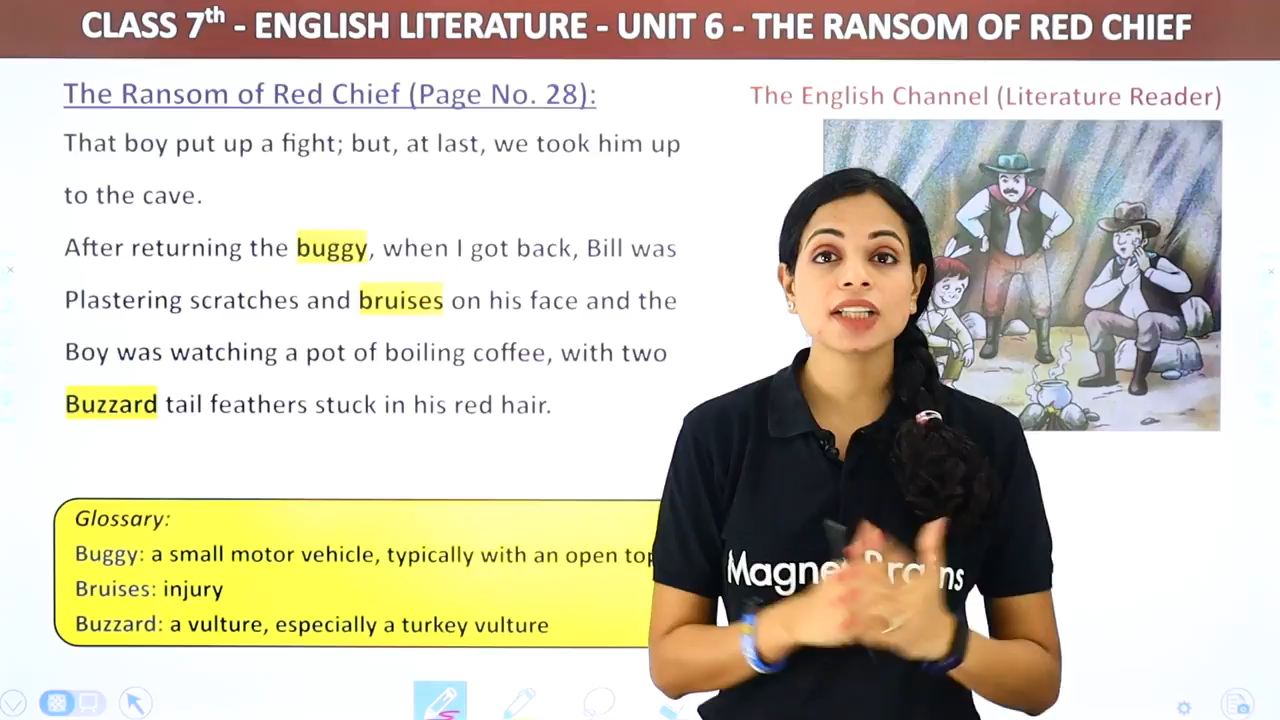 CLASS 7th - ENGLISH LITERATURE - UNIT 6 - THE RANSOM OF RED CHIEF
The Ransom of Red Chief (Page No. 28):
The English Channel (Literature Reader)
That boy put up a fight; but, at last, we took him up
to the cave.
After returning the buggy, when I got back, Bill was
Plastering scratches and bruises on his face and the
Boy was watching a pot of boiling coffee, with two
Buzzard tail feathers stuck in his red hair.
Glossary:
Buggy: a small motor vehicle, typically with an open top
Bruises: injury
Buzzard: a vulture, especially a turkey vulture
Magnet Brains